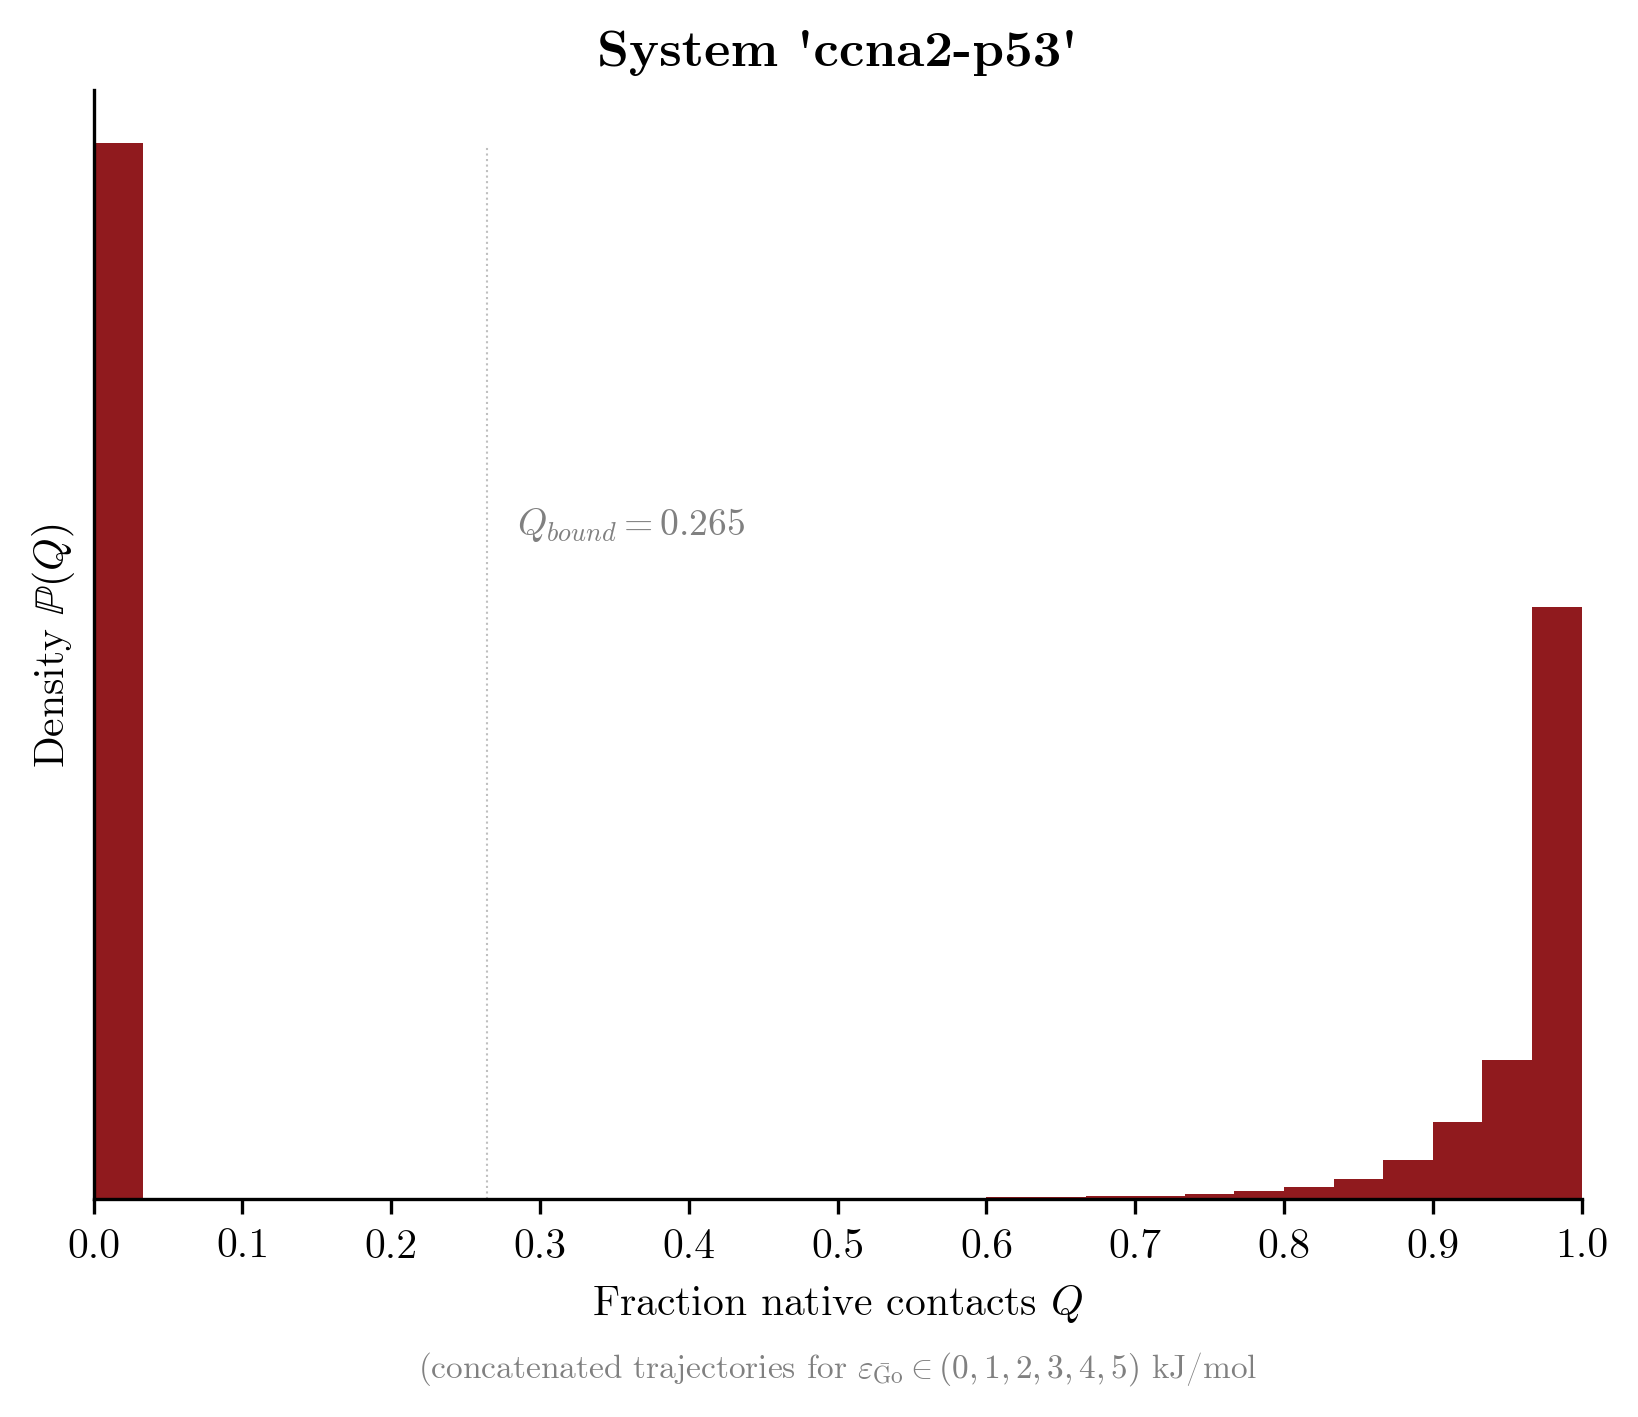 System 'ccna2-p53'
Density ℙ(Q)
Q_bound = 0.265
0.0 0.1 0.2 0.3 0.4 0.5 0.6 0.7 0.8 0.9 1.0
Fraction native contacts Q
(concatenated trajectories for ε_Ḡo ∈ (0, 1, 2, 3, 4, 5) kJ/mol